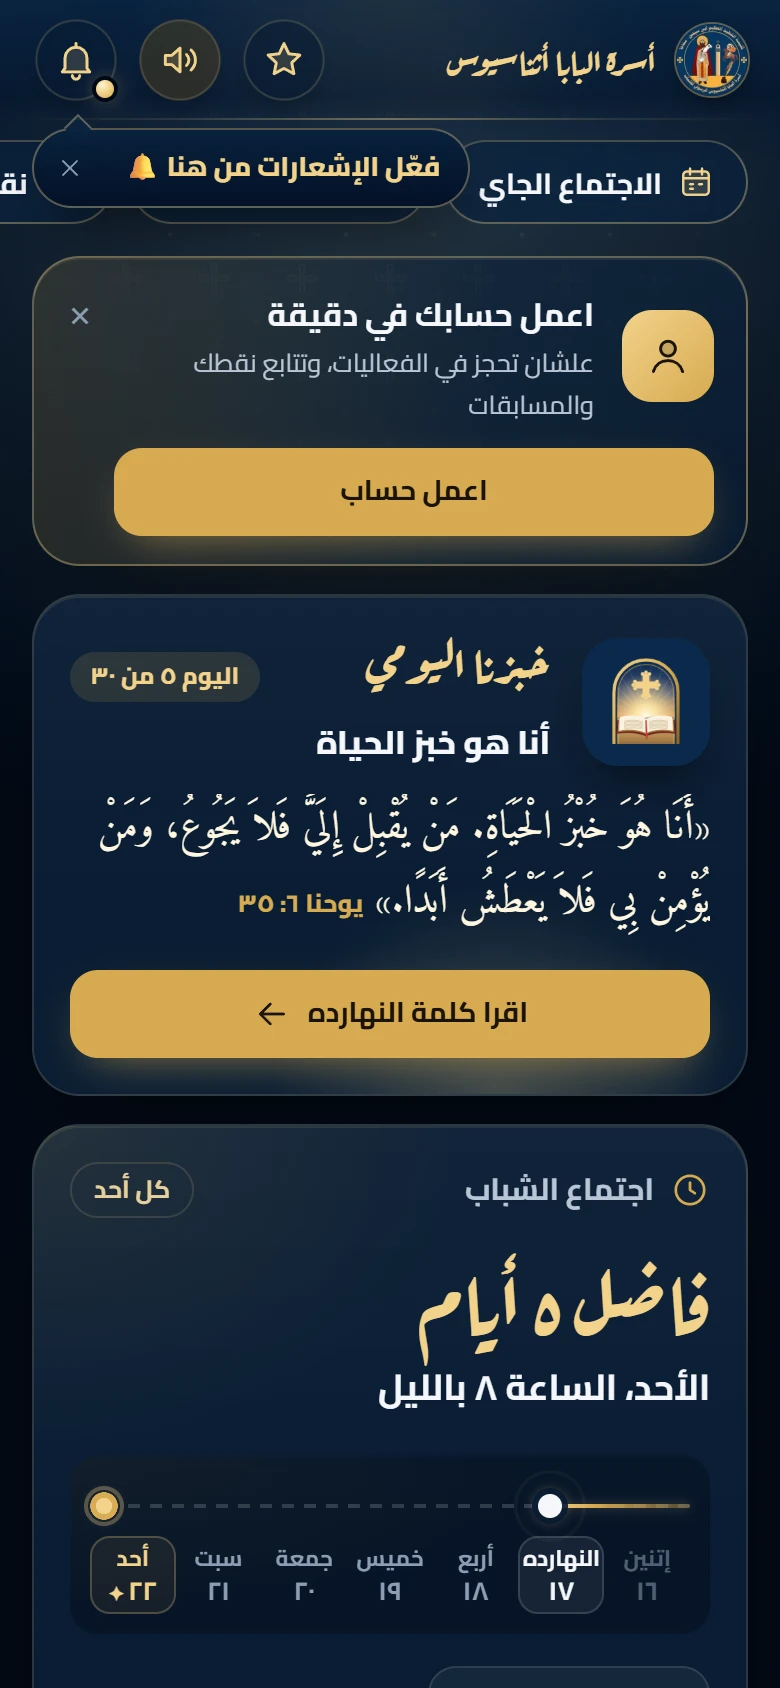 أسرة البابا أثناسيوس
الاجتماع الجاي
فعّل الإشعارات من هنا 🔔 ×
نق
اعمل حسابك في دقيقة
علشان تحجز في الفعاليات، وتتابع نقطك
والمسابقات
اعمل حساب
خبزنا اليومي
اليوم ٥ من ٣٠
أنا هو خبز الحياة
«أَنَا هُوَ خُبْزُ الْحَيَاةِ. مَنْ يُقْبِلْ إِلَيَّ فَلاَ يَجُوعُ، وَمَنْ
يُؤْمِنْ بِي فَلاَ يَعْطَشُ أَبَدًا.» يوحنا ٦: ٣٥
اقرا كلمة النهارده ←
اجتماع الشباب
كل أحد
فاضل ٥ أيام
الأحد، الساعة ٨ بالليل
إتنين النهارده أربع خميس جمعة سبت أحد
١٦ ١٧ ١٨ ١٩ ٢٠ ٢١ ٢٢ ✦